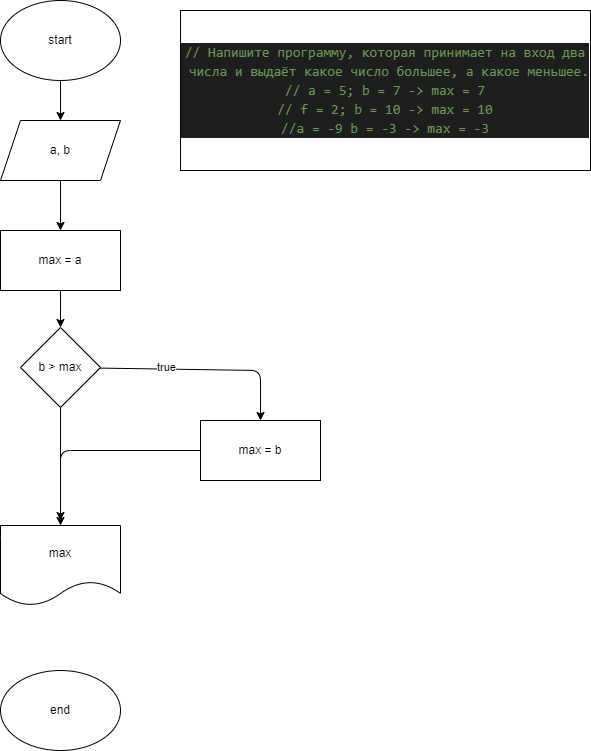 start
// Напишите программу, которая принимает на вход два
числа и выдаёт какое число большее, а какое меньшее.
// a = 5; b = 7 -> max = 7
// f = 2; b = 10 -> max = 10
//a = -9 b = -3 -> max = -3
a, b
max = a
b > max
true
max = b
max
end